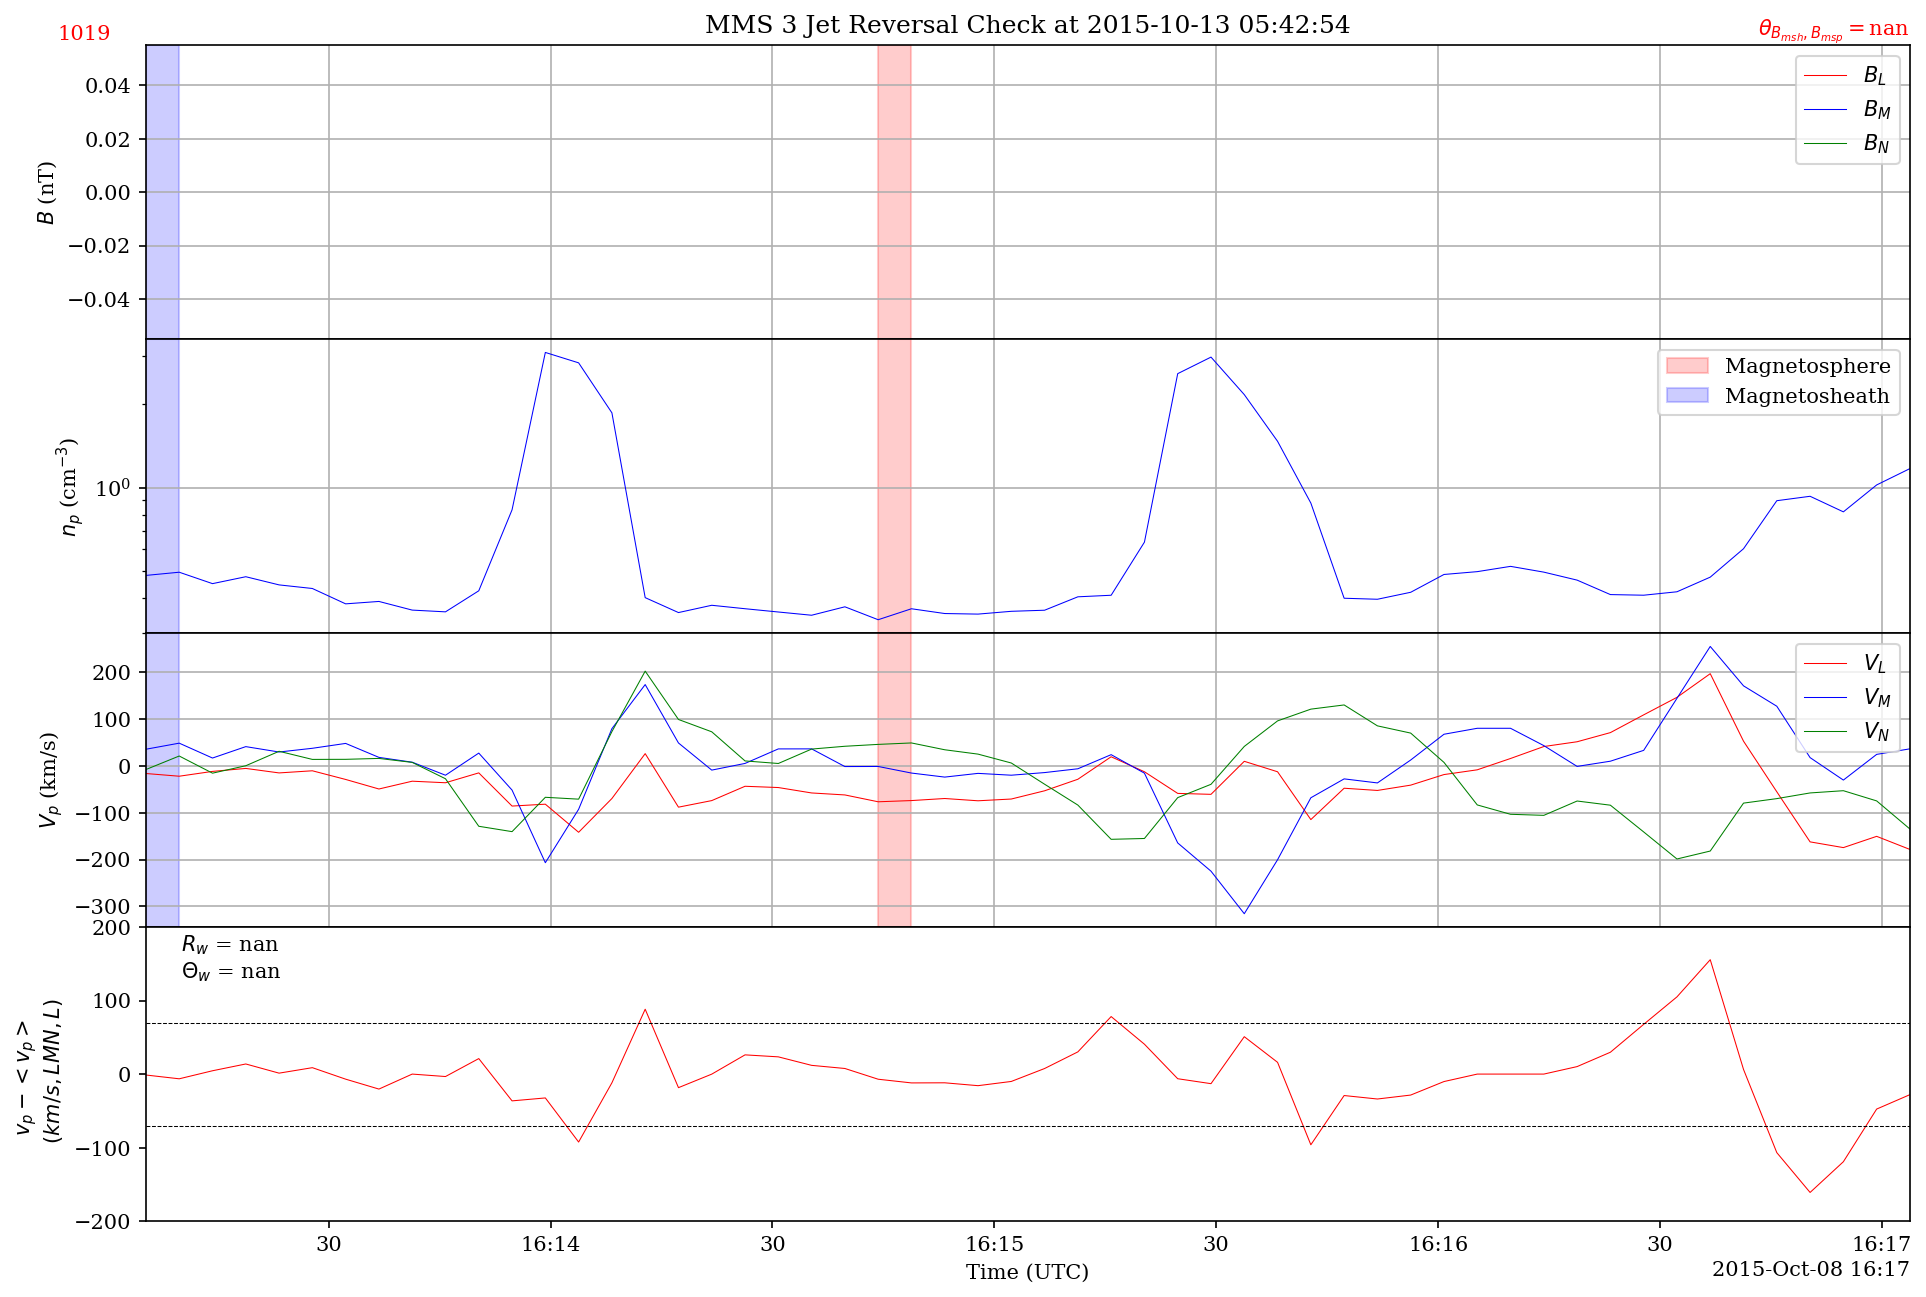 1019
MMS 3 Jet Reversal Check at 2015-10-13 05:42:54
θ_{B_{msh}, B_{msp}} = nan
B (nT)
0.04
0.02
0.00
−0.02
−0.04
B_L
B_M
B_N
n_p (cm^{−3})
10^0
Magnetosphere
Magnetosheath
V_p (km/s)
200
100
0
−100
−200
−300
V_L
V_M
V_N
v_p − <v_p>
(km/s, LMN, L)
200
100
0
−100
−200
R_w = nan
Θ_w = nan
30
16:14
30
16:15
30
16:16
30
16:17
Time (UTC)
2015-Oct-08 16:17